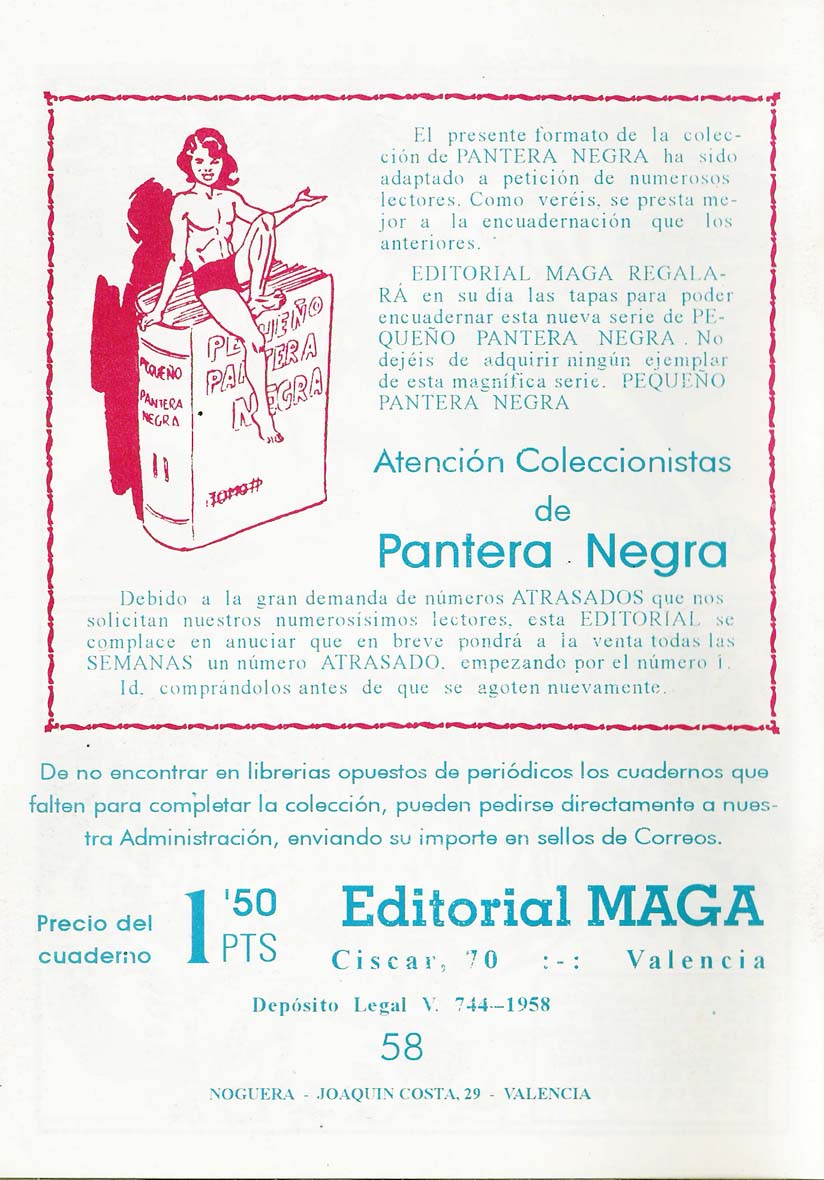 El presente formato de la colec-
ción de PANTERA NEGRA ha sido
adaptado a petición de numerosos
lectores. Como veréis, se presta me-
jor a la encuadernación que los
anteriores.
EDITORIAL MAGA REGALA-
RÁ en su día las tapas para poder
encuadernar esta nueva serie de PE-
QUEÑO PANTERA NEGRA. No
dejéis de adquirir ningún ejemplar
de esta magnífica serie. PEQUEÑO
PANTERA NEGRA
PEQUEÑO
PANTERA
NEGRA
PEQUEÑO
PANTERA
NEGRA
II
TOMO II
Atención Coleccionistas
de
Pantera Negra
Debido a la gran demanda de números ATRASADOS que nos
solicitan nuestros numerosísimos lectores, esta EDITORIAL se
complace en anuciar que en breve pondrá a la venta todas las
SEMANAS un número ATRASADO, empezando por el número 1.
Id. comprándolos antes de que se agoten nuevamente.
De no encontrar en librerias opuestos de periódicos los cuadernos que
falten para completar la colección, pueden pedirse directamente a nues-
tra Administración, enviando su importe en sellos de Correos.
Precio del
cuaderno
1'50
PTS
Editorial MAGA
Ciscar, 70 :-: Valencia
Depósito Legal V. 744--1958
58
NOGUERA - JOAQUIN COSTA, 29 - VALENCIA